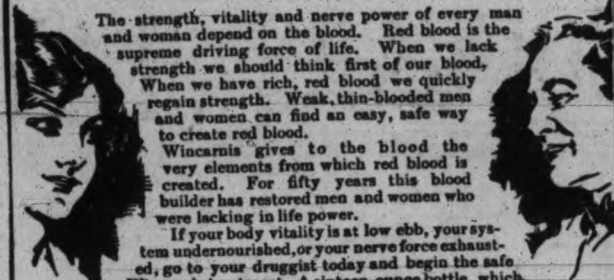 The strength, vitality and nerve power of every man
and woman depend on the blood. Red blood is the
supreme driving force of life. When we lack
strength we should think first of our blood,
When we have rich, red blood we quickly
regain strength. Weak, thin-blooded men
and women can find an easy, safe way
to create red blood.
Wincarnis gives to the blood the
very elements from which red blood is
created. For fifty years this blood
builder has restored men and women who
were lacking in life power.
If your body vitality is at low ebb, your sys-
tem undernourished, or your nerve force exhaust-
ed, go to your druggist today and begin the safe
ounce bottle, which